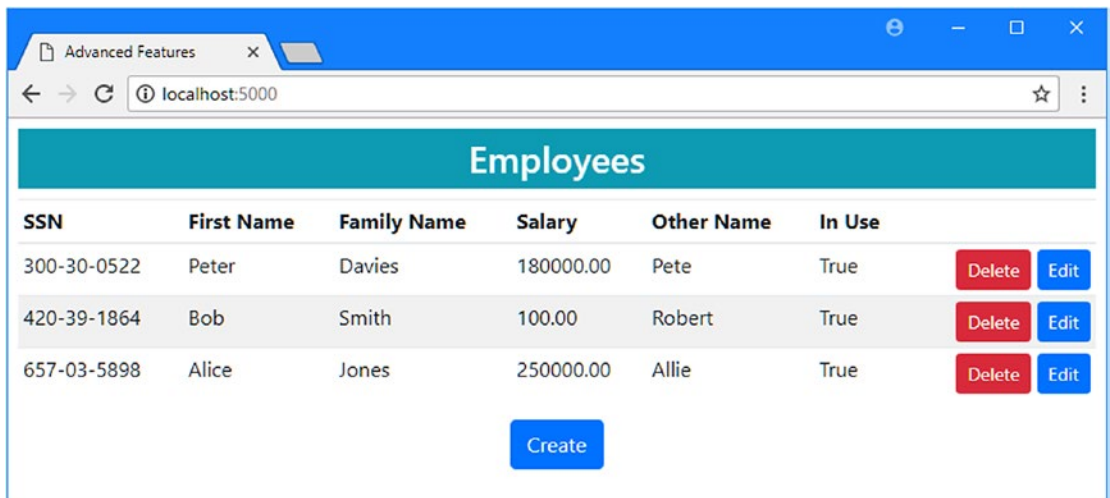 Advanced Features
localhost:5000
Employees
SSN First Name Family Name Salary Other Name In Use
300-30-0522 Peter Davies 180000.00 Pete True Delete Edit
420-39-1864 Bob Smith 100.00 Robert True Delete Edit
657-03-5898 Alice Jones 250000.00 Allie True Delete Edit
Create